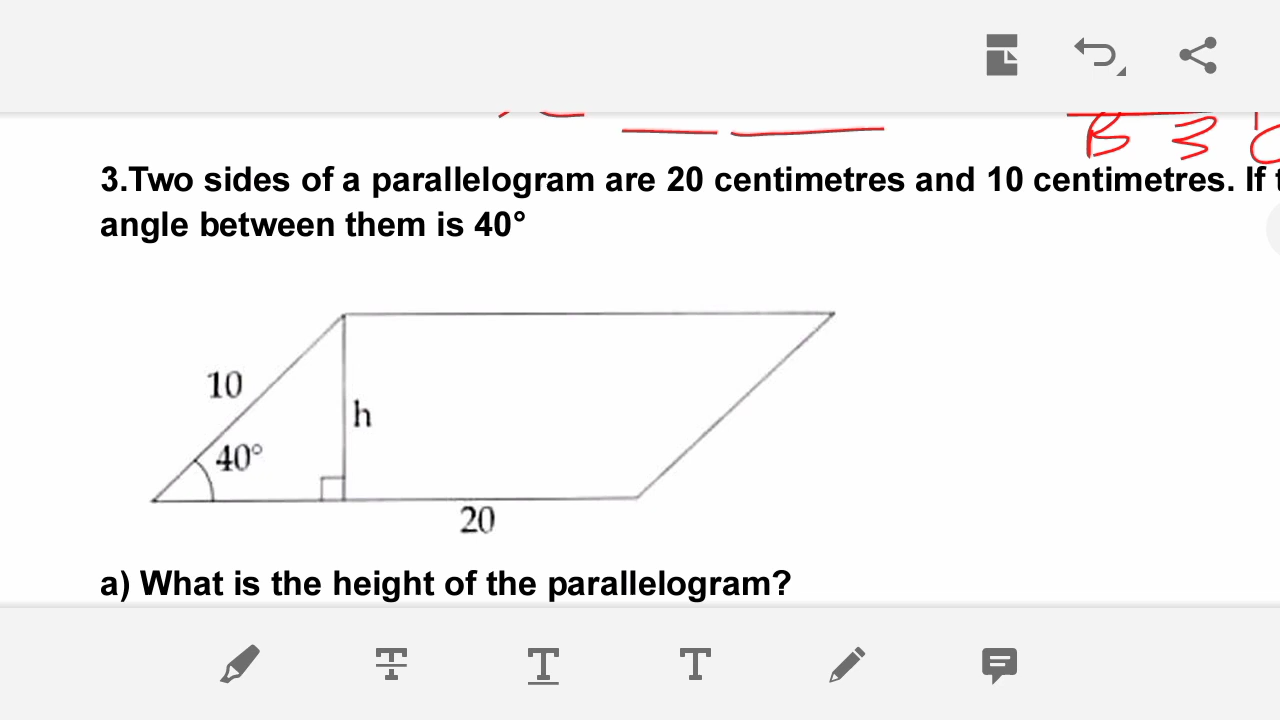 B 3
3.Two sides of a parallelogram are 20 centimetres and 10 centimetres. If
angle between them is 40°
10
h
40°
20
a) What is the height of the parallelogram?